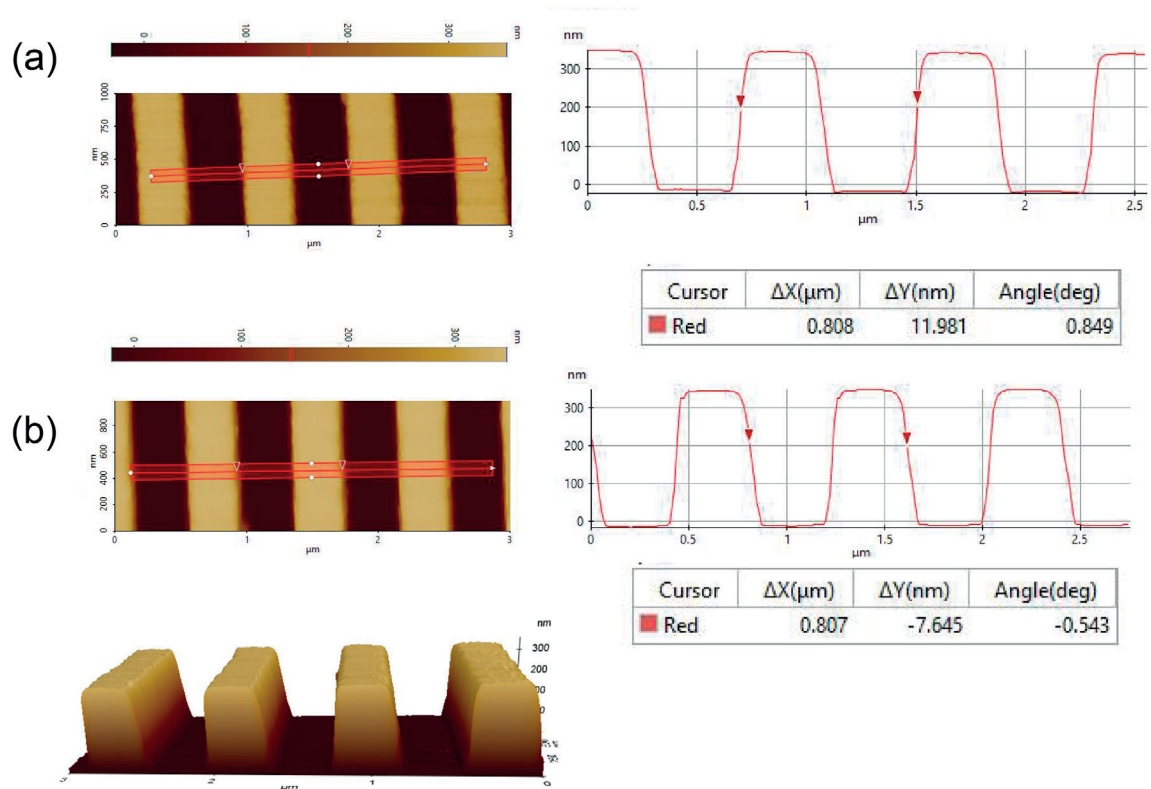 (a)
0 100 200 300 nm
1000
750
500
250
0
nm
0 1 2 3
µm
nm
300
200
100
0
0 0.5 1 1.5 2 2.5
µm
Cursor ΔX(µm) ΔY(nm) Angle(deg)
Red 0.808 11.981 0.849
(b)
0 100 200 300 nm
800
600
400
200
0
nm
0 1 2 3
µm
nm
300
200
100
0
0 0.5 1 1.5 2 2.5
µm
Cursor ΔX(µm) ΔY(nm) Angle(deg)
Red 0.807 -7.645 -0.543
nm
300
200
100
0
3 2 1 0
µm